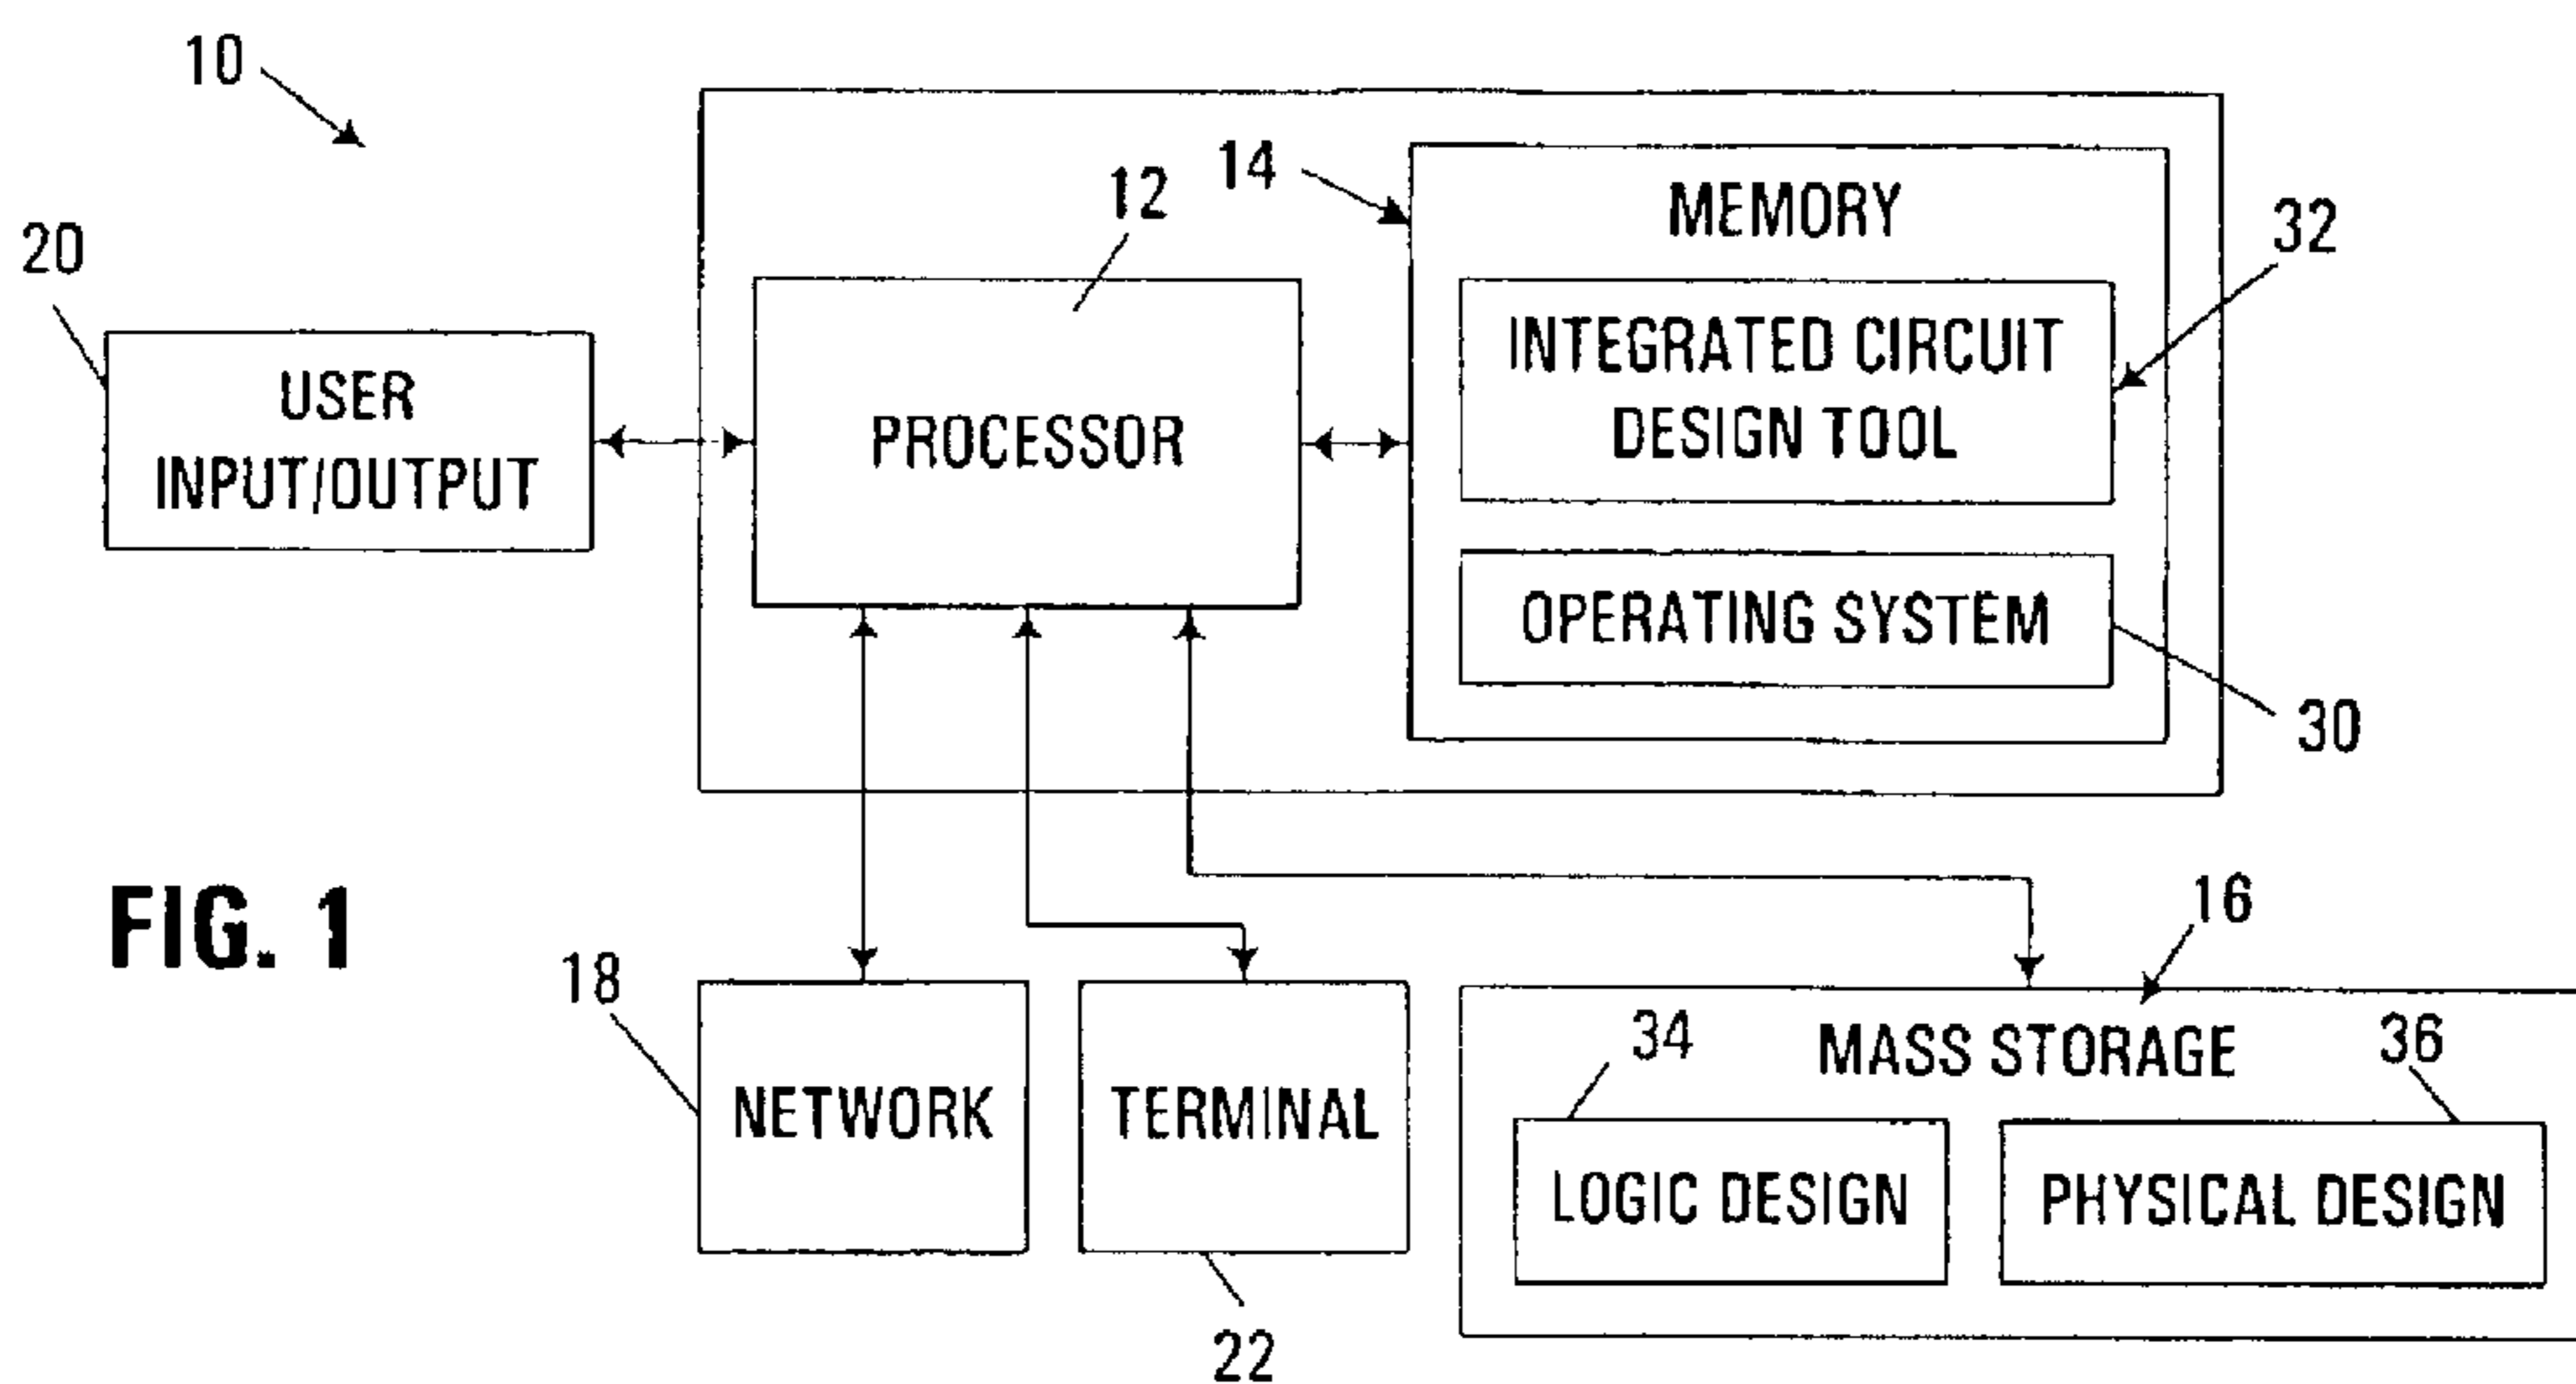 10
12
14
MEMORY
32
20
USER
INPUT/OUTPUT
PROCESSOR
INTEGRATED CIRCUIT
DESIGN TOOL
OPERATING SYSTEM
30
FIG. 1
16
18
34
MASS STORAGE
36
NETWORK
TERMINAL
LOGIC DESIGN
PHYSICAL DESIGN
22